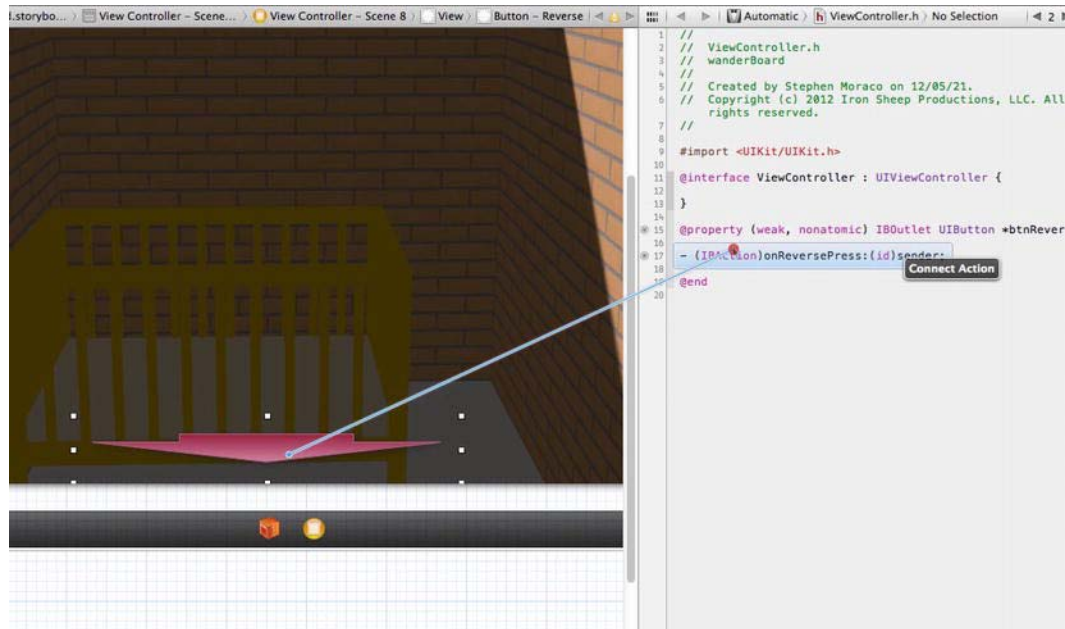 d.storybo... View Controller – Scene... View Controller – Scene 8 View Button – Reverse
Automatic h ViewController.h No Selection 2
1 //
2 // ViewController.h
3 // wanderBoard
4 //
5 // Created by Stephen Moraco on 12/05/21.
6 // Copyright (c) 2012 Iron Sheep Productions, LLC. All
rights reserved.
7 //
8
9 #import <UIKit/UIKit.h>
10
11 @interface ViewController : UIViewController {
12
13 }
14
15 @property (weak, nonatomic) IBOutlet UIButton *btnRever
16
17 - (IBAction)onReversePress:(id)sender;
Connect Action
18
19 @end
20